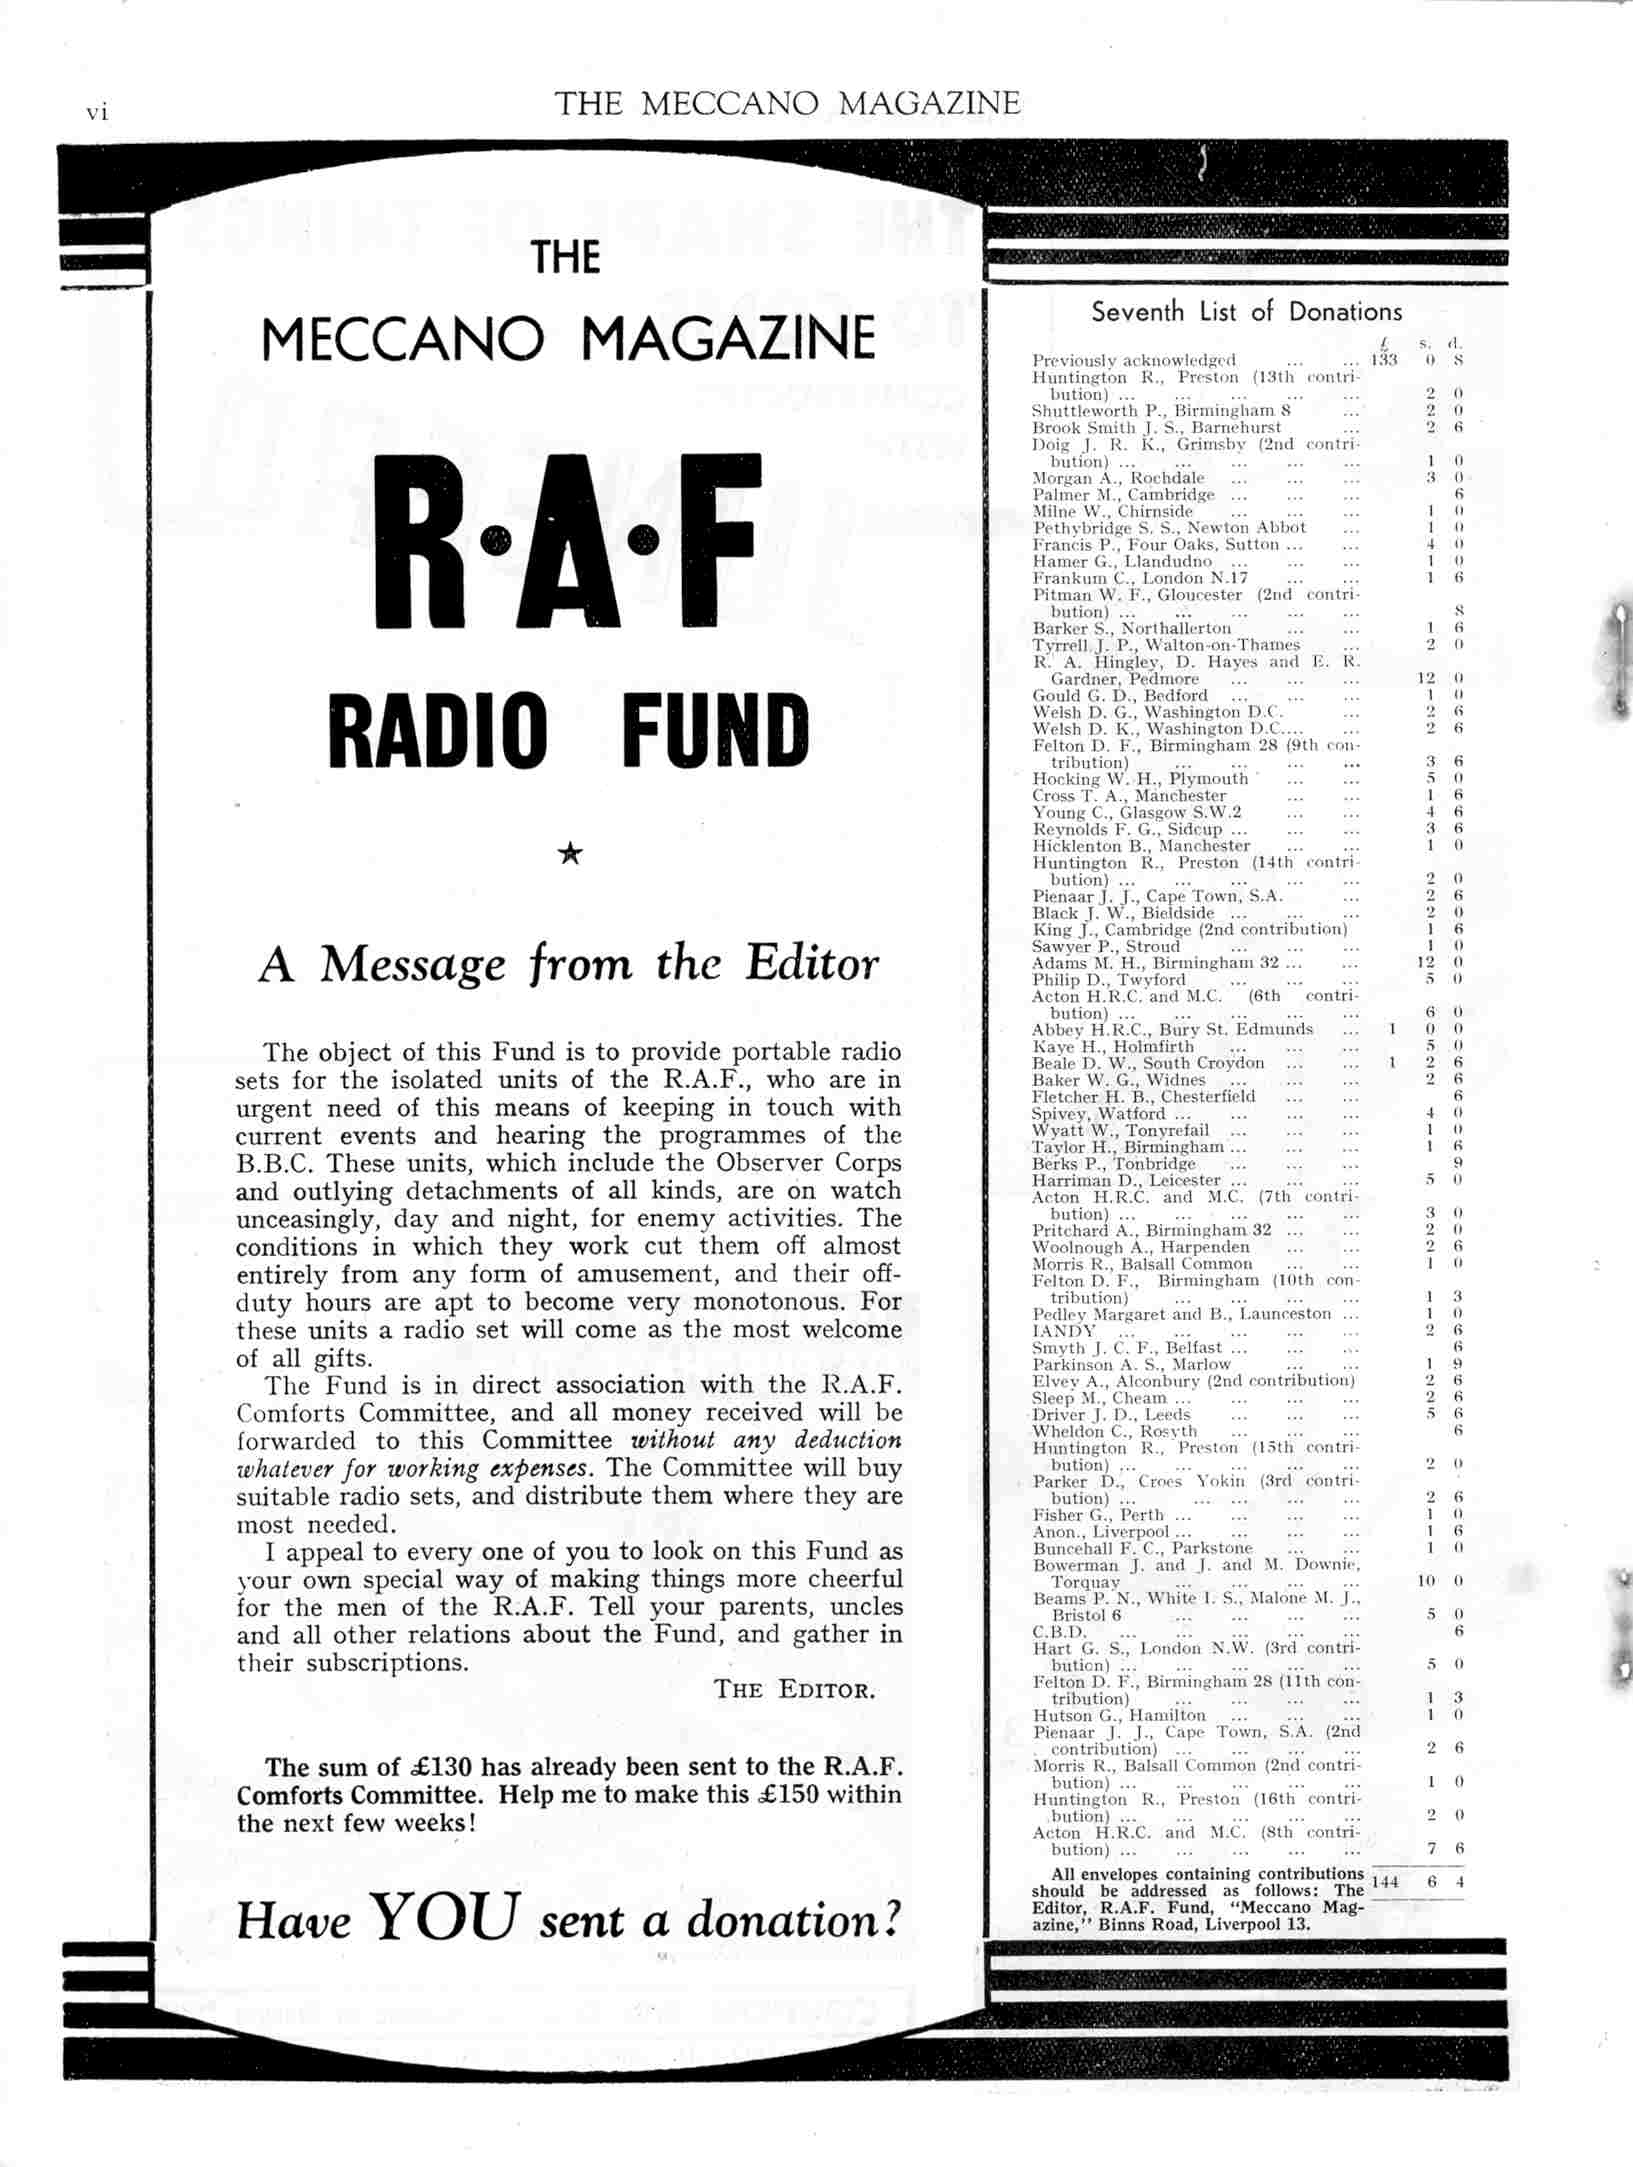 vi
THE MECCANO MAGAZINE
THE
MECCANO MAGAZINE
R·A·F
RADIO FUND
A Message from the Editor
The object of this Fund is to provide portable radio
sets for the isolated units of the R.A.F., who are in
urgent need of this means of keeping in touch with
current events and hearing the programmes of the
B.B.C. These units, which include the Observer Corps
and outlying detachments of all kinds, are on watch
unceasingly, day and night, for enemy activities. The
conditions in which they work cut them off almost
entirely from any form of amusement, and their off-
duty hours are apt to become very monotonous. For
these units a radio set will come as the most welcome
of all gifts.
The Fund is in direct association with the R.A.F.
Comforts Committee, and all money received will be
forwarded to this Committee without any deduction
whatever for working expenses. The Committee will buy
suitable radio sets, and distribute them where they are
most needed.
I appeal to every one of you to look on this Fund as
your own special way of making things more cheerful
for the men of the R.A.F. Tell your parents, uncles
and all other relations about the Fund, and gather in
their subscriptions.
THE EDITOR.
The sum of £130 has already been sent to the R.A.F.
Comforts Committee. Help me to make this £150 within
the next few weeks!
Have YOU sent a donation?
Seventh List of Donations
£ s. d.
Previously acknowledged ... ... 133 0 8
Huntington R., Preston (13th contri-
bution) ... ... ... ... ... 2 0
Shuttleworth P., Birmingham 8 ... 2 0
Brook Smith J. S., Barnehurst ... 2 6
Doig J. R. K., Grimsby (2nd contri-
bution) ... ... ... ... ... 1 0
Morgan A., Rochdale ... ... ... 3 0
Palmer M., Cambridge ... ... ... 6
Milne W., Chirnside ... ... ... 1 0
Pethybridge S. S., Newton Abbot ... 1 0
Francis P., Four Oaks, Sutton ... ... 4 0
Hamer G., Llandudno ... ... ... 1 0
Frankum C., London N.17 ... ... 1 6
Pitman W. F., Gloucester (2nd contri-
bution) ... ... ... ... ... 8
Barker S., Northallerton ... ... 1 6
Tyrrell J. P., Walton-on-Thames ... 2 0
R. A. Hingley, D. Hayes and E. R.
Gardner, Pedmore ... ... ... 12 0
Gould G. D., Bedford ... ... ... 1 0
Welsh D. G., Washington D.C. ... 2 6
Welsh D. K., Washington D.C.... ... 2 6
Felton D. F., Birmingham 28 (9th con-
tribution) ... ... ... ... 3 6
Hocking W. H., Plymouth ... ... 5 0
Cross T. A., Manchester ... ... 1 6
Young C., Glasgow S.W.2 ... ... 4 6
Reynolds F. G., Sidcup ... ... ... 3 6
Hicklenton B., Manchester ... ... 1 0
Huntington R., Preston (14th contri-
bution) ... ... ... ... ... 2 0
Pienaar J. J., Cape Town, S.A. ... 2 6
Black J. W., Bieldside ... ... ... 2 0
King J., Cambridge (2nd contribution) 1 6
Sawyer P., Stroud ... ... ... 1 0
Adams M. H., Birmingham 32 ... ... 12 0
Philip D., Twyford ... ... ... 5 0
Acton H.R.C. and M.C. (6th contri-
bution) ... ... ... ... ... 6 0
Abbey H.R.C., Bury St. Edmunds ... 1 0 0
Kaye H., Holmfirth ... ... ... 5 0
Beale D. W., South Croydon ... ... 1 2 6
Baker W. G., Widnes ... ... ... 2 6
Fletcher H. B., Chesterfield ... ... 6
Spivey, Watford ... ... ... ... 4 0
Wyatt W., Tonyrefail ... ... ... 1 0
Taylor H., Birmingham ... ... ... 1 6
Berks P., Tonbridge ... ... ... 9
Harriman D., Leicester ... ... ... 5 0
Acton H.R.C. and M.C. (7th contri-
bution) ... ... ... ... ... 3 0
Pritchard A., Birmingham 32 ... ... 2 0
Woolnough A., Harpenden ... ... 2 6
Morris R., Balsall Common ... ... 1 0
Felton D. F., Birmingham (10th con-
tribution) ... ... ... ... 1 3
Pedley Margaret and B., Launceston ... 1 0
IANDY ... ... ... ... ... 2 6
Smyth J. C. F., Belfast ... ... ... 6
Parkinson A. S., Marlow ... ... 1 9
Elvey A., Alconbury (2nd contribution) 2 6
Sleep M., Cheam ... ... ... ... 2 6
Driver J. D., Leeds ... ... ... 5 6
Wheldon C., Rosyth ... ... ... 6
Huntington R., Preston (15th contri-
bution) ... ... ... ... ... 2 0
Parker D., Croes Yokin (3rd contri-
bution) ... ... ... ... ... 2 6
Fisher G., Perth ... ... ... ... 1 0
Anon., Liverpool ... ... ... ... 1 6
Buncehall F. C., Parkstone ... ... 1 0
Bowerman J. and J. and M. Downie,
Torquay ... ... ... ... 10 0
Beams P. N., White I. S., Malone M. J.,
Bristol 6 ... ... ... ... 5 0
C.B.D. ... ... ... ... ... 6
Hart G. S., London N.W. (3rd contri-
bution) ... ... ... ... ... 5 0
Felton D. F., Birmingham 28 (11th con-
tribution) ... ... ... ... 1 3
Hutson G., Hamilton ... ... ... 1 0
Pienaar J. J., Cape Town, S.A. (2nd
contribution) ... ... ... ... 2 6
Morris R., Balsall Common (2nd contri-
bution) ... ... ... ... ... 1 0
Huntington R., Preston (16th contri-
bution) ... ... ... ... ... 2 0
Acton H.R.C. and M.C. (8th contri-
bution) ... ... ... ... ... 7 6
144 6 4
All envelopes containing contributions
should be addressed as follows: The
Editor, R.A.F. Fund, "Meccano Mag-
azine," Binns Road, Liverpool 13.